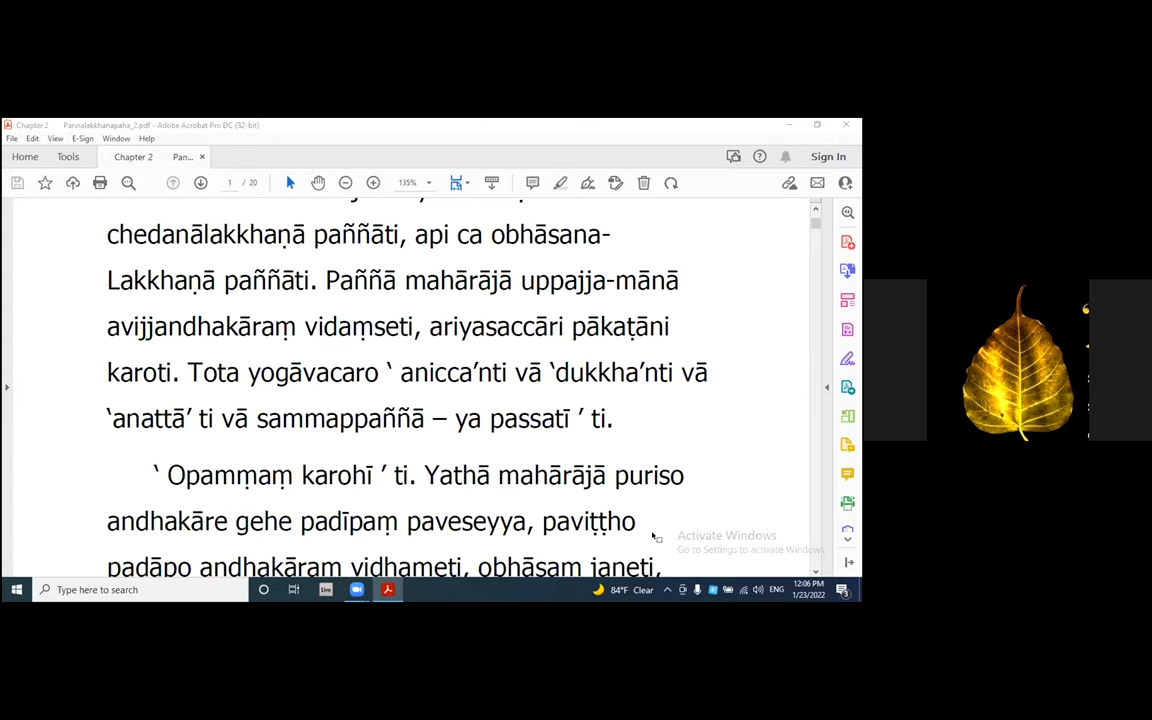 Chapter 2 Pannalakkhanapaha_2.pdf - Adobe Acrobat Pro DC (32-bit)
File Edit View E-Sign Window Help
Home Tools Chapter 2 Pan... × Sign In
1 / 20 135%
chedanālakkhaṇā paññāti, api ca obhāsana-
Lakkhaṇā paññāti. Paññā mahārājā uppajja-mānā
avijjandhakāraṃ vidaṃseti, ariyasaccāri pākaṭāni
karoti. Tota yogāvacaro ‘ anicca’nti vā ‘dukkha’nti vā
‘anattā’ ti vā sammappaññā – ya passatī ’ ti.
‘ Opamṃaṃ karohī ’ ti. Yathā mahārājā puriso
andhakāre gehe padīpaṃ paveseyya, paviṭṭho
padāpo andhakāraṃ vidhameti, obhāsaṃ janeti,
Activate Windows
Go to Settings to activate Windows.
Type here to search
Live
84°F Clear
ENG
12:06 PM
1/23/2022
3